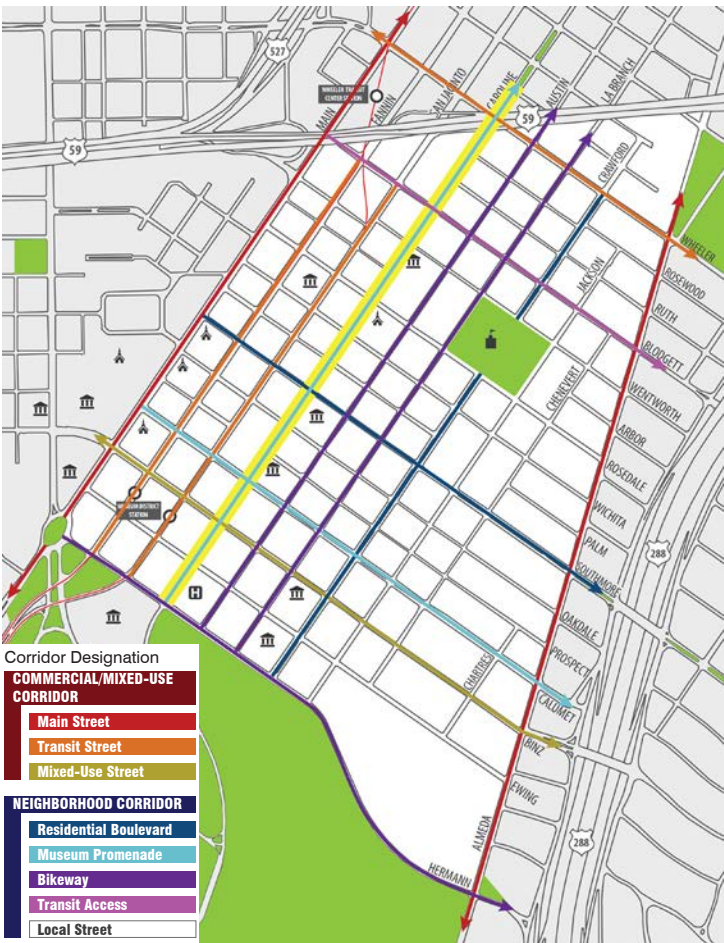 527
WHEELER TRANSIT
CENTER STATION
MAIN
FANNIN
SAN JACINTO
CAROLINE
AUSTIN
LA BRANCH
59
59
CRAWFORD
WHEELER
JACKSON
ROSEWOOD
RUTH
BLODGETT
CHENEVERT
WENTWORTH
ARBOR
ROSEDALE
WICHITA
PALM
288
SOUTHMORE
OAKDALE
PROSPECT
CHARTRES
CALUMET
BINZ
EWING
ALMEDA
288
HERMANN
DISTRICT
STATION
H
Corridor Designation
COMMERCIAL/MIXED-USE
CORRIDOR
Main Street
Transit Street
Mixed-Use Street
NEIGHBORHOOD CORRIDOR
Residential Boulevard
Museum Promenade
Bikeway
Transit Access
Local Street